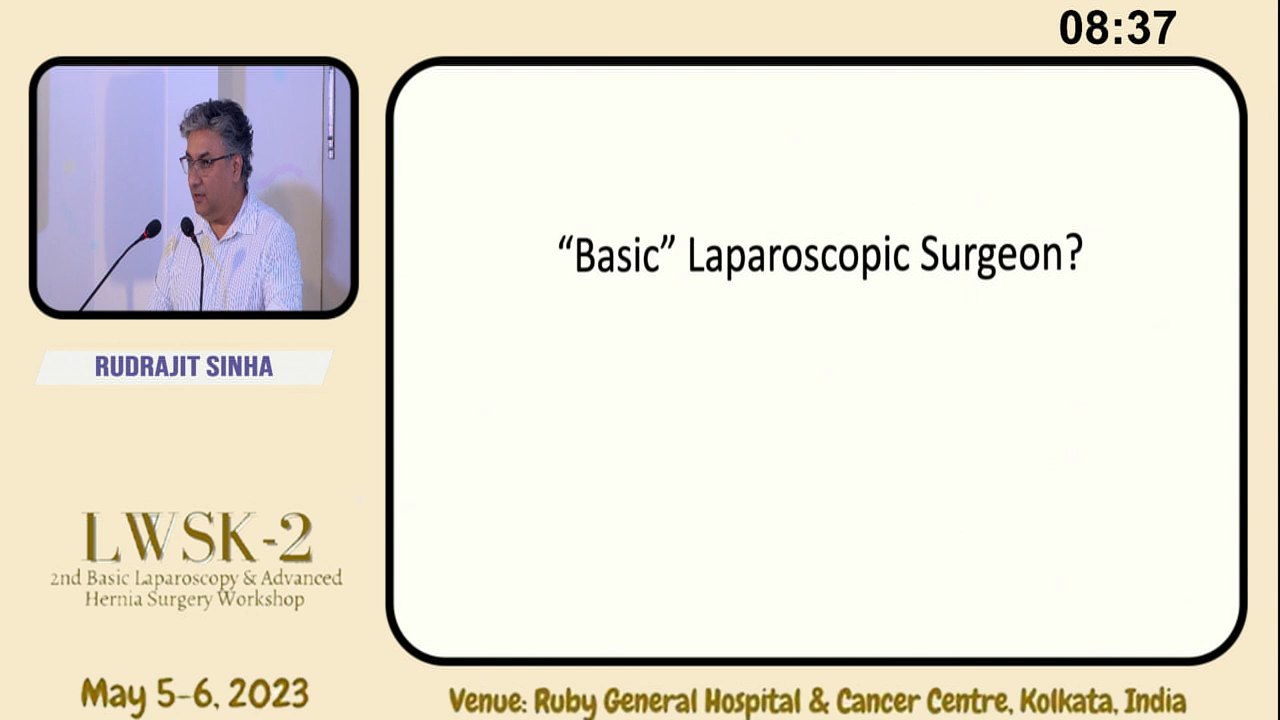 08:37
“Basic” Laparoscopic Surgeon?
RUDRAJIT SINHA
LWSK-2
2nd Basic Laparoscopy & Advanced
Hernia Surgery Workshop
May 5-6, 2023
Venue: Ruby General Hospital & Cancer Centre, Kolkata, India